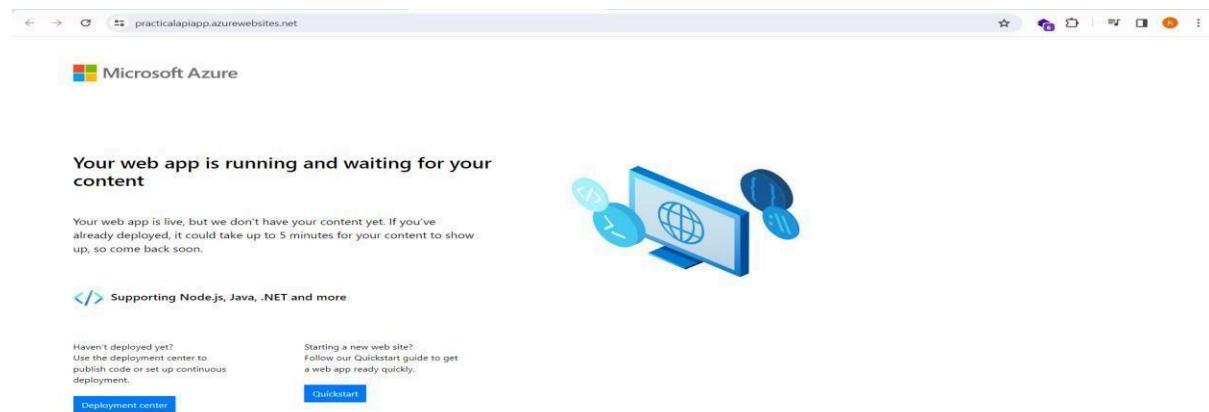 practicalapiapp.azurewebsites.net
Microsoft Azure
Your web app is running and waiting for your
content
Your web app is live, but we don't have your content yet. If you've
already deployed, it could take up to 5 minutes for your content to show
up, so come back soon.
</> Supporting Node.js, Java, .NET and more
Haven't deployed yet?
Use the deployment center to
publish code or set up continuous
deployment.
Deployment center
Starting a new web site?
Follow our Quickstart guide to get
a web app ready quickly.
Quickstart